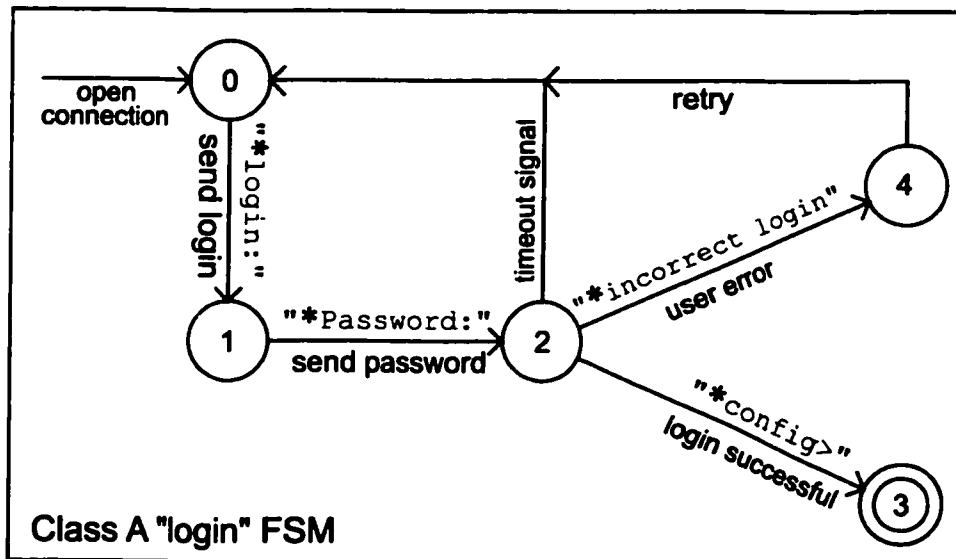 0
open
connection
"*login:"
send login
timeout signal
retry
4
"*incorrect login"
user error
1
"*Password:"
send password
2
"*config>"
login successful
3
Class A "login" FSM